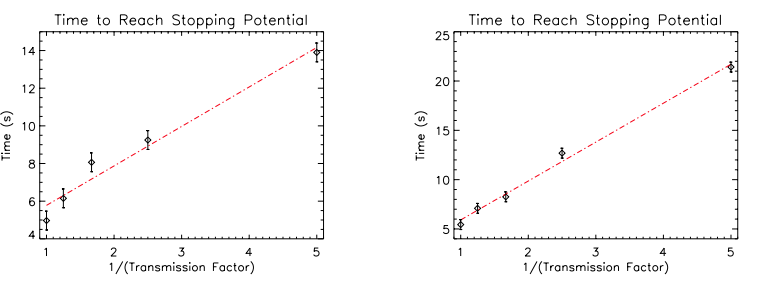 Time to Reach Stopping Potential
14
12
10
8
6
4
Time (s)
1 2 3 4 5
1/(Transmission Factor)
Time to Reach Stopping Potential
25
20
15
10
5
Time (s)
1 2 3 4 5
1/(Transmission Factor)